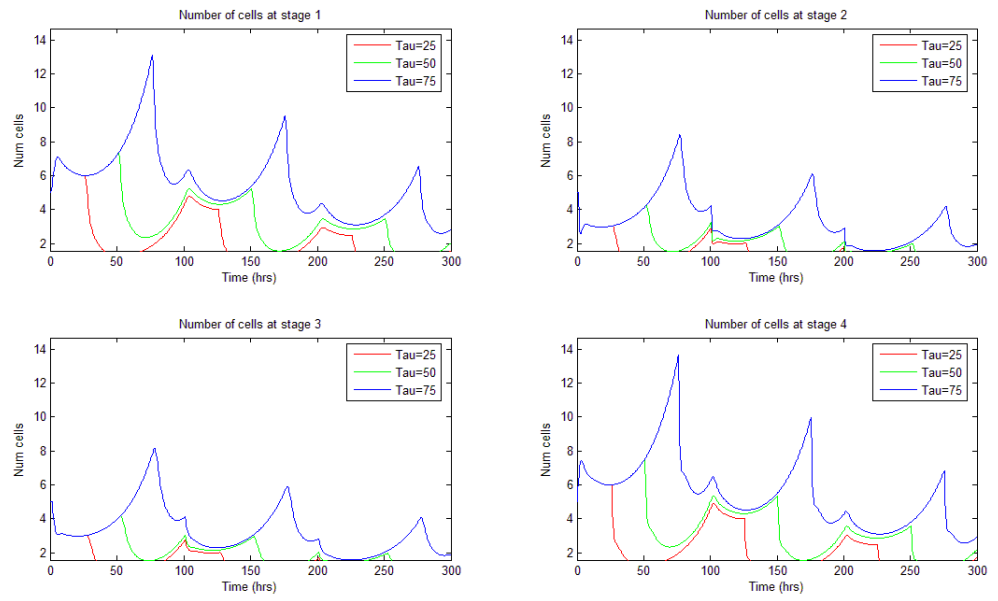 Number of cells at stage 1
14
12
10
8
6
4
2
Num cells
0
50
100
150
200
250
300
Time (hrs)
Tau=25
Tau=50
Tau=75
Number of cells at stage 2
14
12
10
8
6
4
2
Num cells
0
50
100
150
200
250
300
Time (hrs)
Tau=25
Tau=50
Tau=75
Number of cells at stage 3
14
12
10
8
6
4
2
Num cells
0
50
100
150
200
250
300
Time (hrs)
Tau=25
Tau=50
Tau=75
Number of cells at stage 4
14
12
10
8
6
4
2
Num cells
0
50
100
150
200
250
300
Time (hrs)
Tau=25
Tau=50
Tau=75